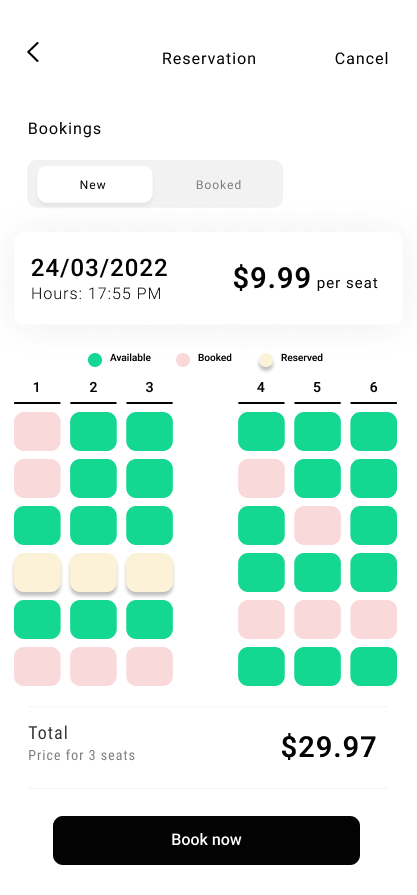 Reservation
Cancel
Bookings
New
Booked
24/03/2022
Hours: 17:55 PM
$9.99 per seat
Available
Booked
Reserved
1 2 3 4 5 6
Total
Price for 3 seats
$29.97
Book now